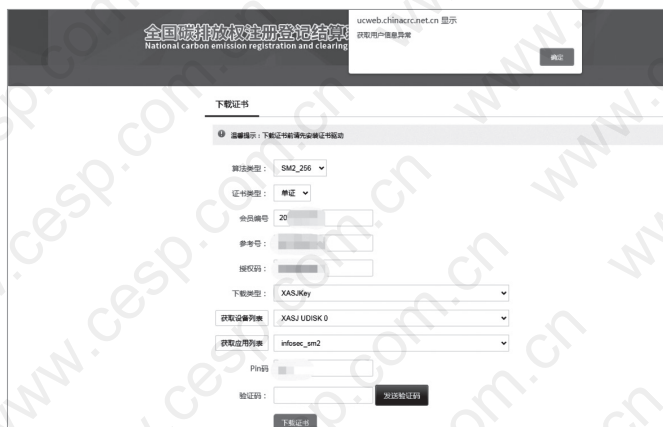 全国碳排放权注册登记结算
National carbon emission registration and clearing
ucweb.chinacrc.net.cn 显示
获取用户信息异常
确定
下载证书
温馨提示：下载证书前请先安装证书驱动
算法类型： SM2_256
证书类型： 单证
会员编号 20
参考号：
授权码：
下载类型： XASJKey
获取设备列表 XASJ UDISK 0
获取应用列表 infosec_sm2
Pin码
验证码： 发送验证码
下载证书
www.cesp.com.cn